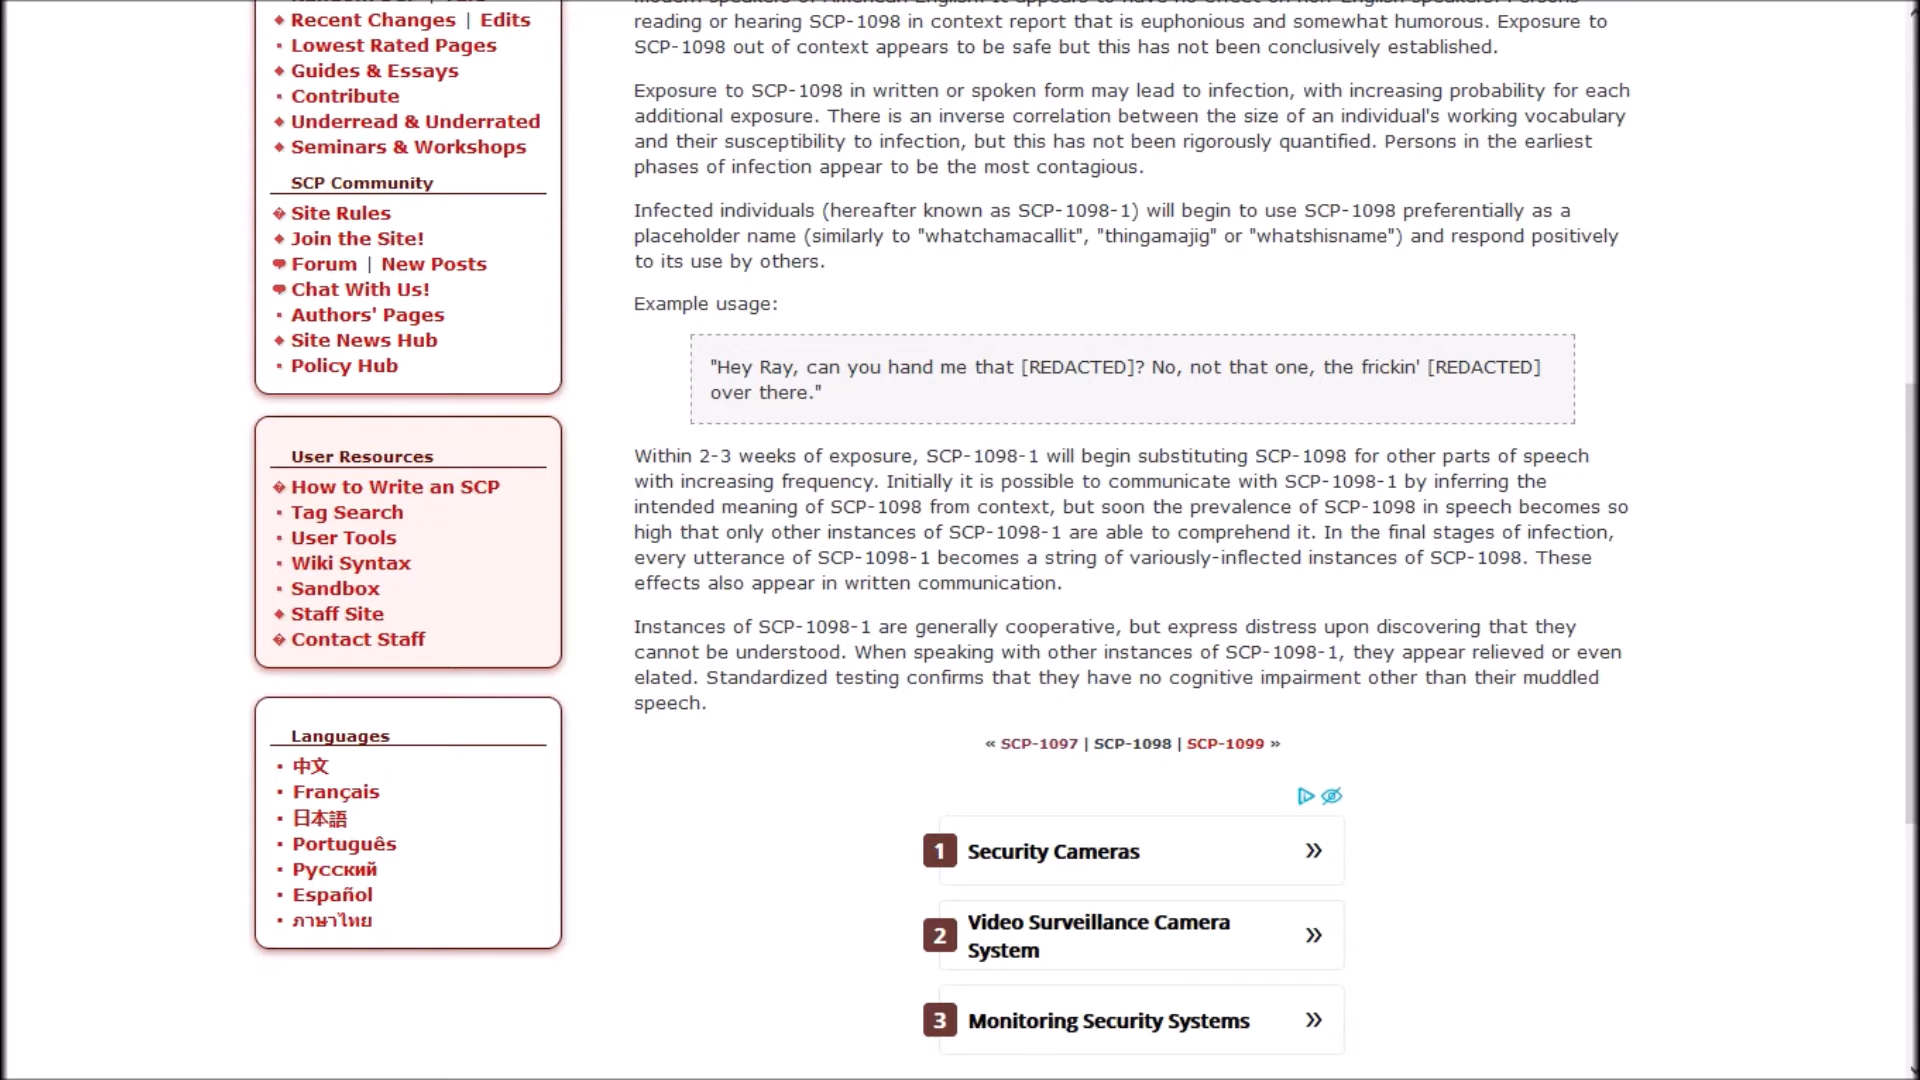 Recent Changes | Edits
Lowest Rated Pages
Guides & Essays
Contribute
Underread & Underrated
Seminars & Workshops
SCP Community
Site Rules
Join the Site!
Forum | New Posts
Chat With Us!
Authors' Pages
Site News Hub
Policy Hub
User Resources
How to Write an SCP
Tag Search
User Tools
Wiki Syntax
Sandbox
Staff Site
Contact Staff
Languages
中文
Français
日本語
Português
Русский
Español
ภาษาไทย
reading or hearing SCP-1098 in context report that is euphonious and somewhat humorous. Exposure to
SCP-1098 out of context appears to be safe but this has not been conclusively established.
Exposure to SCP-1098 in written or spoken form may lead to infection, with increasing probability for each
additional exposure. There is an inverse correlation between the size of an individual's working vocabulary
and their susceptibility to infection, but this has not been rigorously quantified. Persons in the earliest
phases of infection appear to be the most contagious.
Infected individuals (hereafter known as SCP-1098-1) will begin to use SCP-1098 preferentially as a
placeholder name (similarly to "whatchamacallit", "thingamajig" or "whatshisname") and respond positively
to its use by others.
Example usage:
"Hey Ray, can you hand me that [REDACTED]? No, not that one, the frickin' [REDACTED]
over there."
Within 2-3 weeks of exposure, SCP-1098-1 will begin substituting SCP-1098 for other parts of speech
with increasing frequency. Initially it is possible to communicate with SCP-1098-1 by inferring the
intended meaning of SCP-1098 from context, but soon the prevalence of SCP-1098 in speech becomes so
high that only other instances of SCP-1098-1 are able to comprehend it. In the final stages of infection,
every utterance of SCP-1098-1 becomes a string of variously-inflected instances of SCP-1098. These
effects also appear in written communication.
Instances of SCP-1098-1 are generally cooperative, but express distress upon discovering that they
cannot be understood. When speaking with other instances of SCP-1098-1, they appear relieved or even
elated. Standardized testing confirms that they have no cognitive impairment other than their muddled
speech.
« SCP-1097 | SCP-1098 | SCP-1099 »
1 Security Cameras »
2 Video Surveillance Camera
System »
3 Monitoring Security Systems »